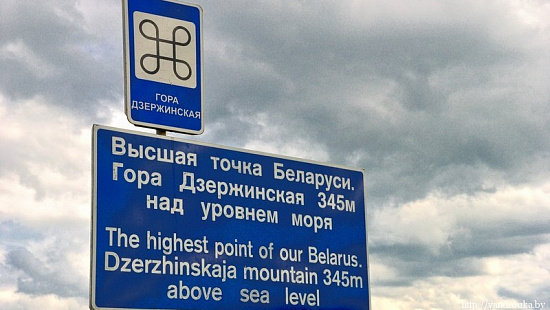 ГОРА
ДЗЕРЖИНСКАЯ
Высшая точка Беларуси.
Гора Дзержинская 345м
над уровнем моря
The highest point of our Belarus.
Dzerzhinskaja mountain 345m
above sea level